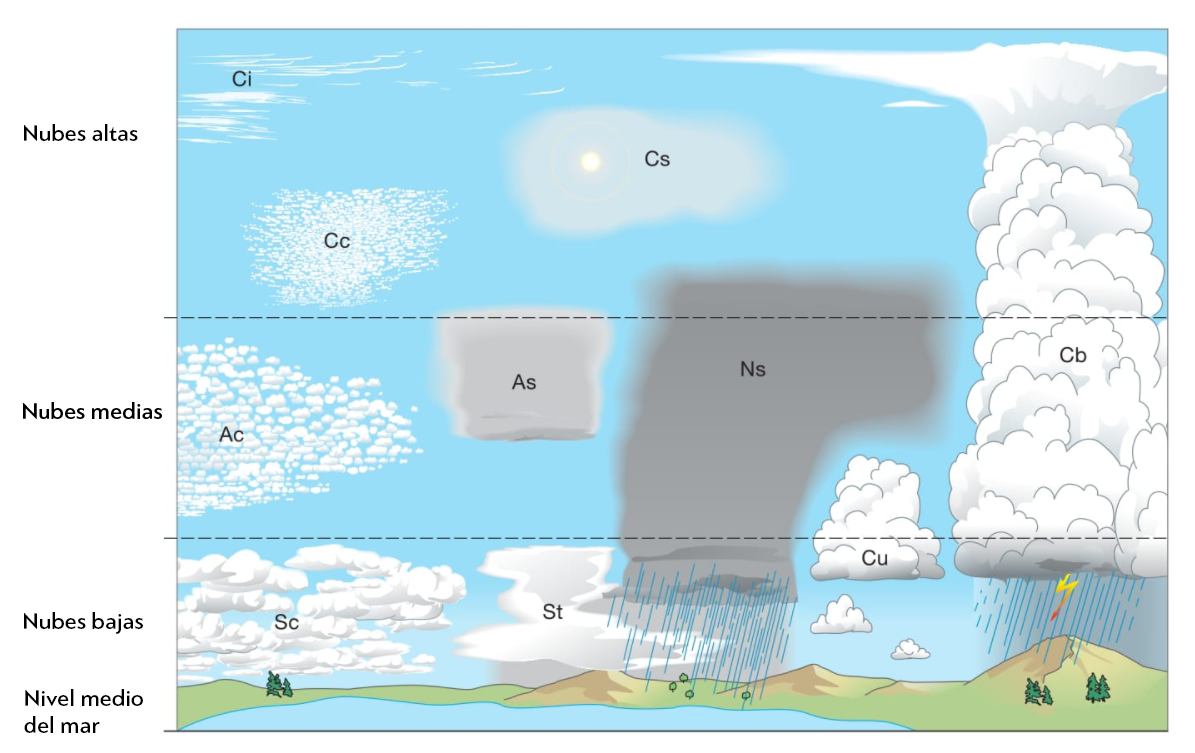 Ci
Nubes altas
Cs
Cc
Cb
Ns
As
Nubes medias
Ac
Cu
St
Nubes bajas
Sc
Nivel medio
del mar